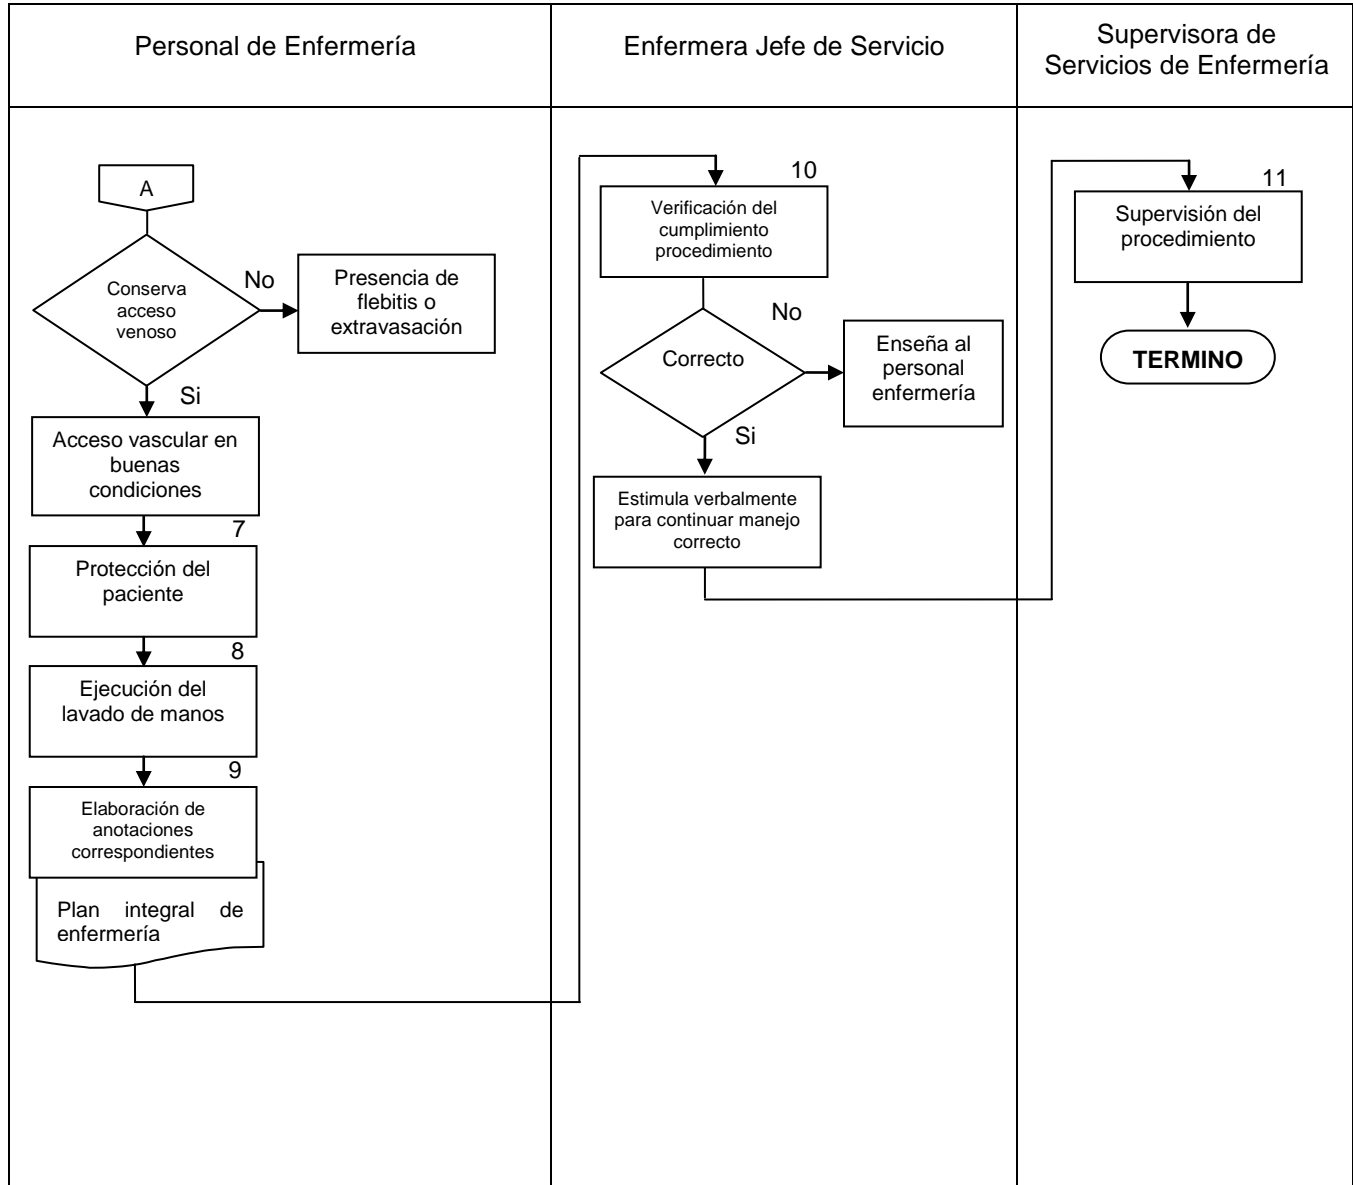 Personal de Enfermería
Enfermera Jefe de Servicio
Supervisora de
Servicios de Enfermería
A
Conserva
acceso
venoso
No
Presencia de
flebitis o
extravasación
Si
Acceso vascular en
buenas
condiciones
7
Protección del
paciente
8
Ejecución del
lavado de manos
9
Elaboración de
anotaciones
correspondientes
Plan integral de
enfermería
10
Verificación del
cumplimiento
procedimiento
No
Correcto
Enseña al
personal
enfermería
Si
Estimula verbalmente
para continuar manejo
correcto
11
Supervisión del
procedimiento
TERMINO